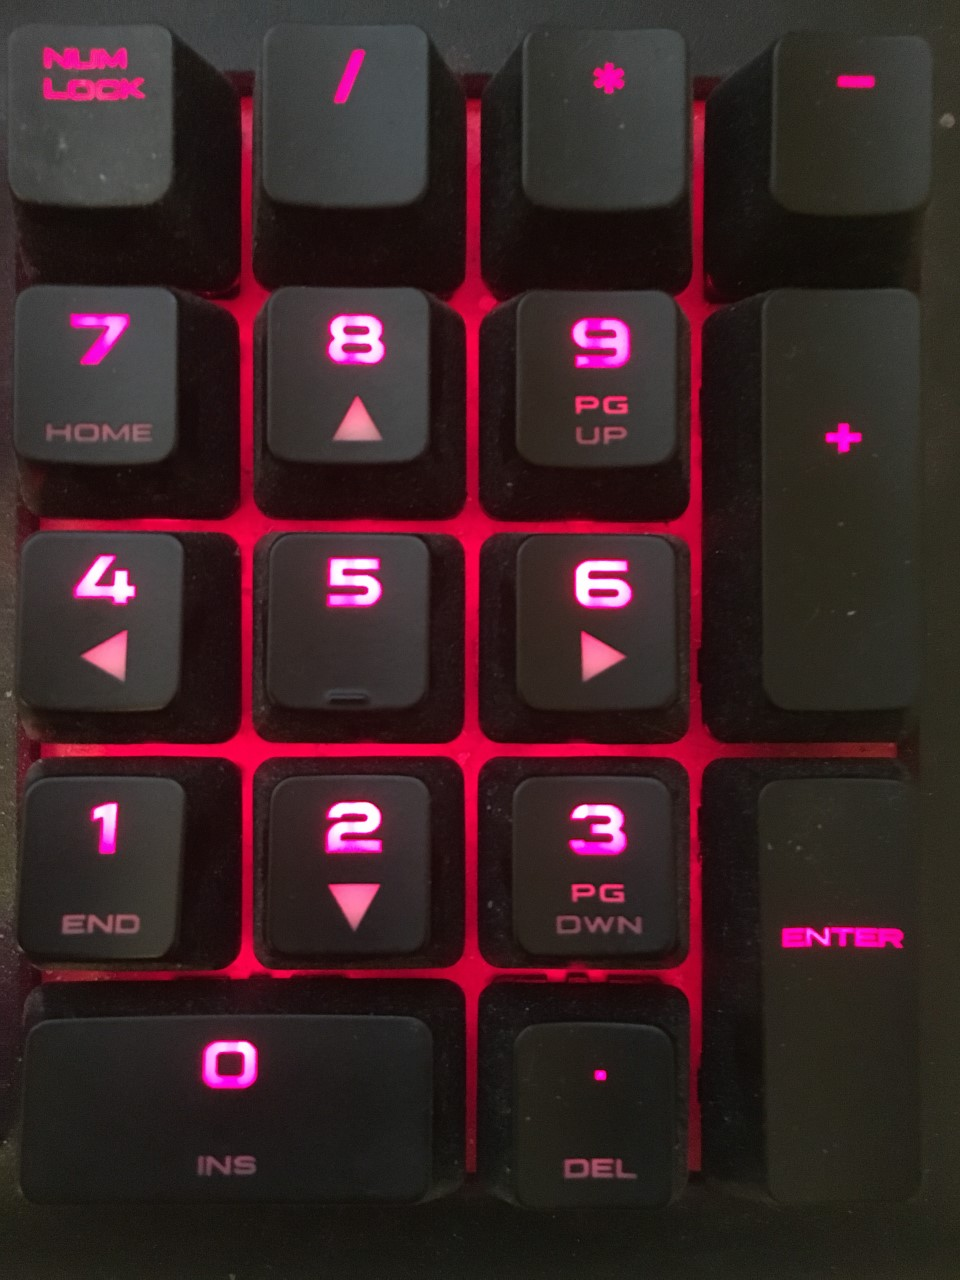 NUM
LOCK
/
*
-
7
HOME
8
▲
9
PG
UP
+
4
◀
5
6
▶
1
END
2
▼
3
PG
DWN
ENTER
0
INS
.
DEL